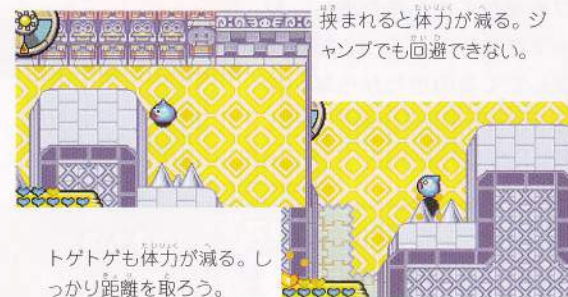 挟まれると体力が減る。ジ
ャンプでも回避できない。
トゲトゲも体力が減る。し
っかり距離を取ろう。